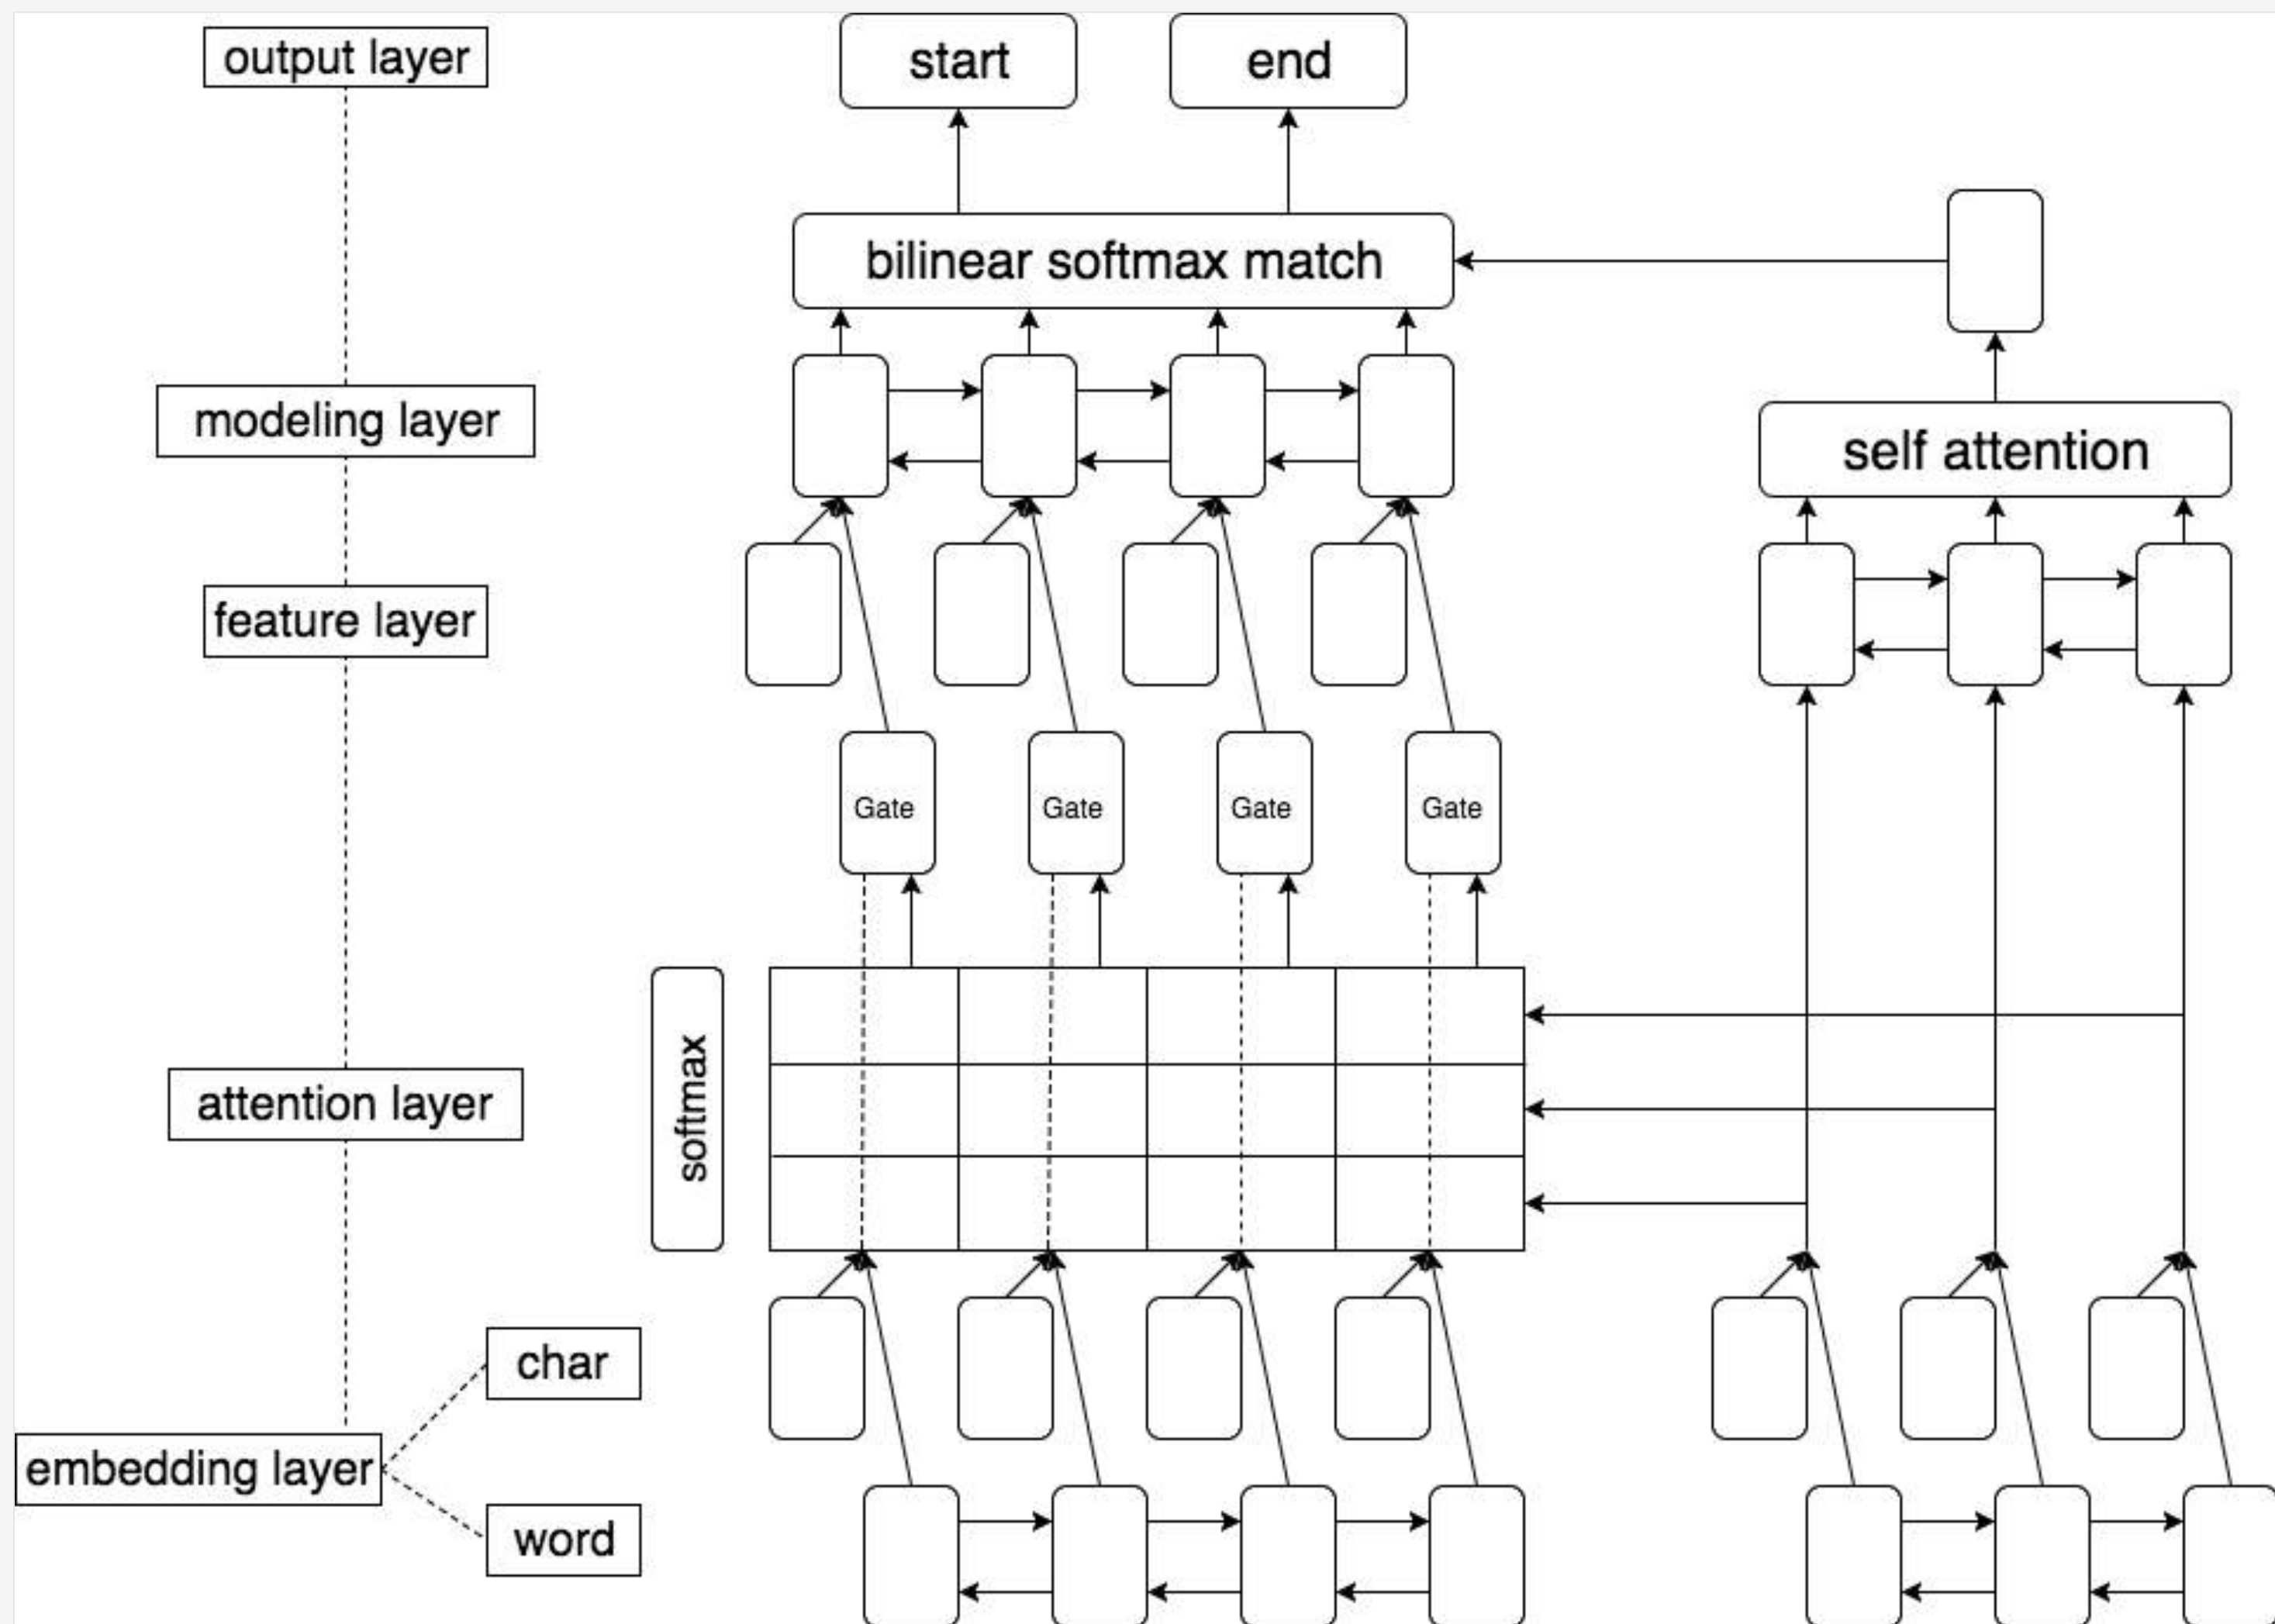 output layer
start
end
bilinear softmax match
modeling layer
self attention
feature layer
Gate
Gate
Gate
Gate
softmax
attention layer
char
embedding layer
word